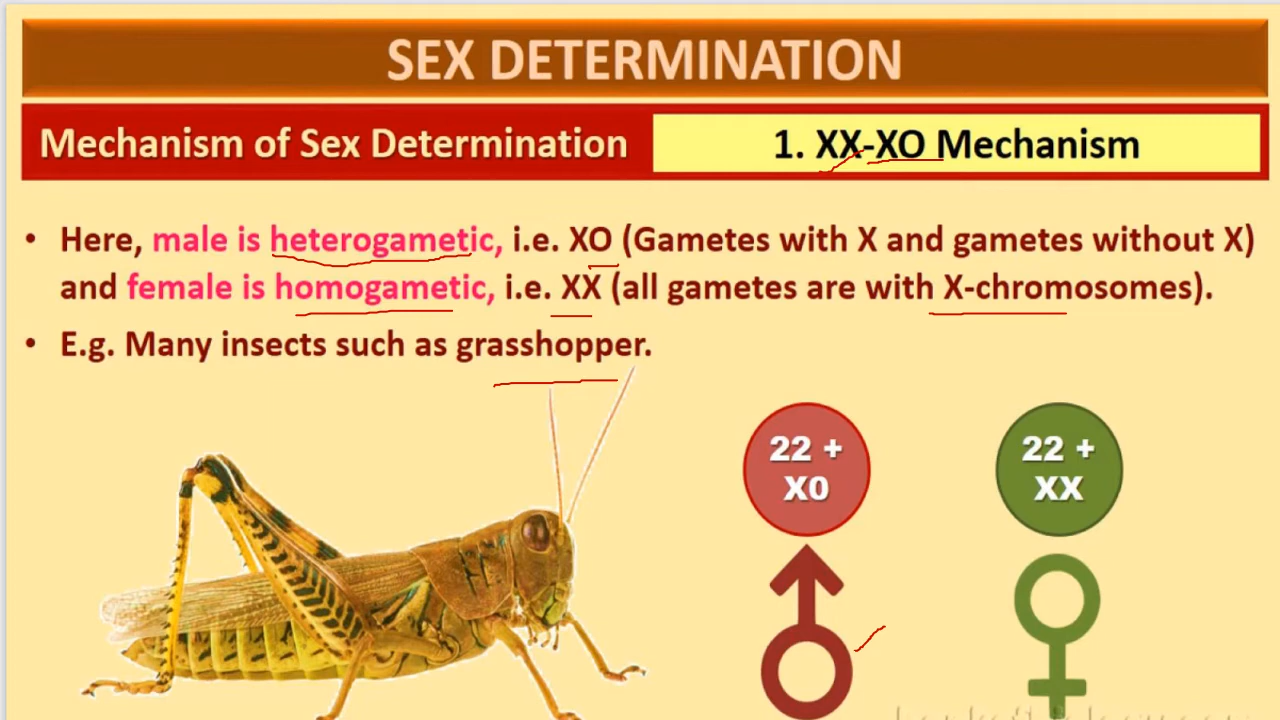 SEX DETERMINATION
Mechanism of Sex Determination
1. XX-XO Mechanism
• Here, male is heterogametic, i.e. XO (Gametes with X and gametes without X)
and female is homogametic, i.e. XX (all gametes are with X-chromosomes).
• E.g. Many insects such as grasshopper.
22 +
X0
22 +
XX